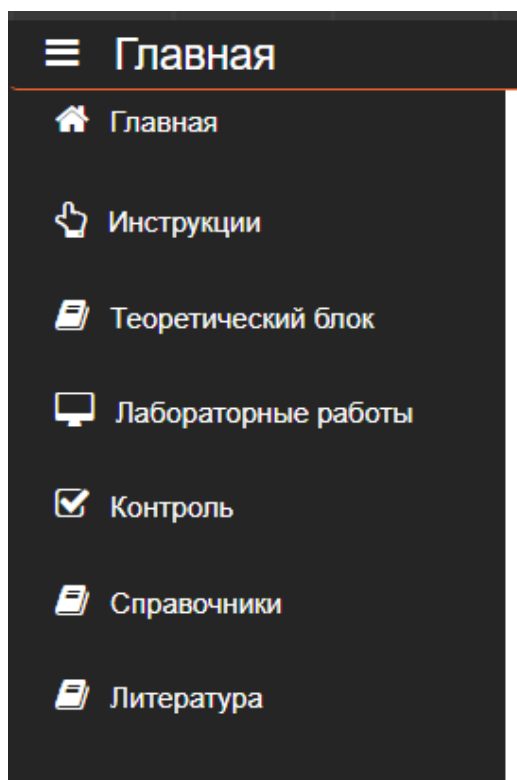 Главная
Главная
Инструкции
Теоретический блок
Лабораторные работы
Контроль
Справочники
Литература